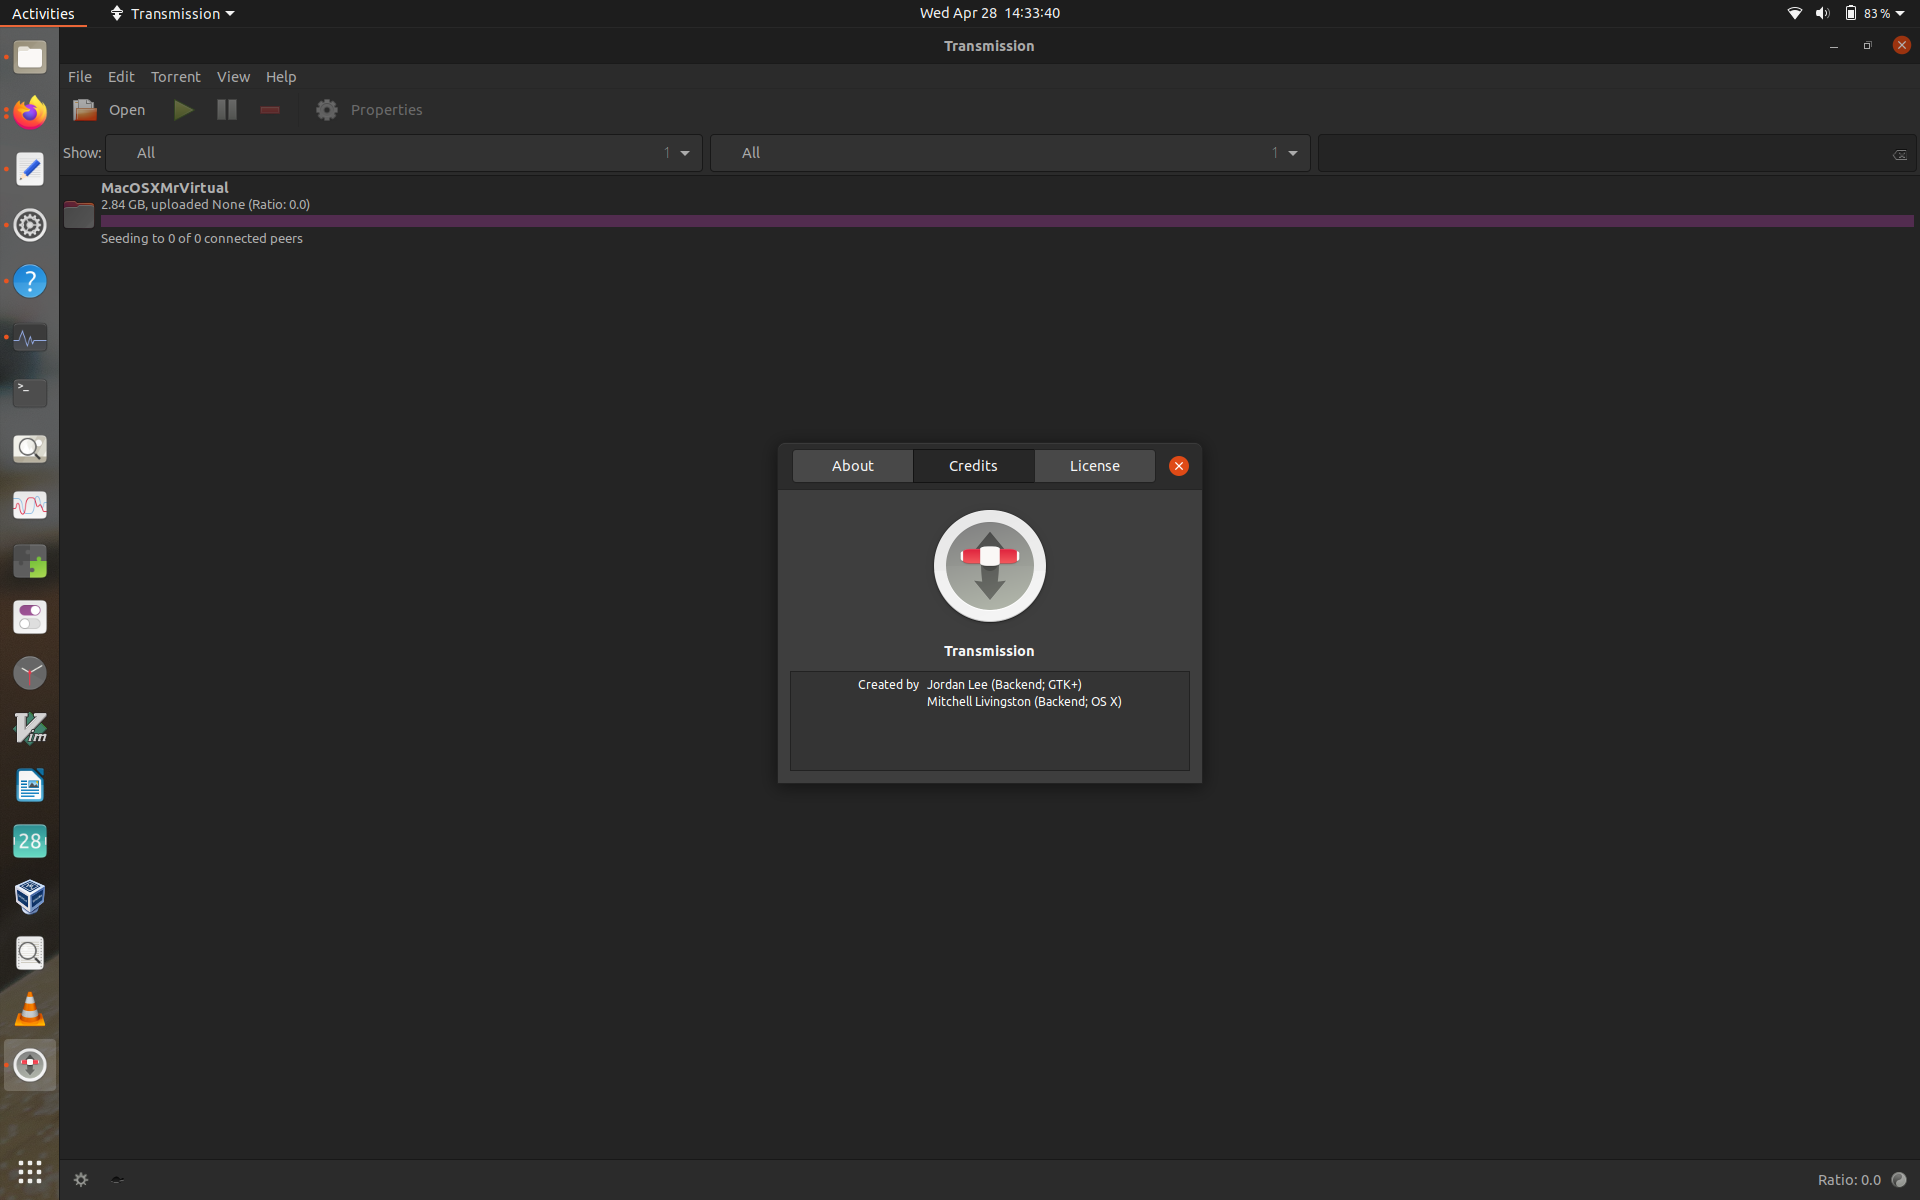 Activities Transmission Wed Apr 28 14:33:40 83 %
Transmission
File Edit Torrent View Help
Open Properties
Show: All 1 All 1
MacOSXMrVirtual
2.84 GB, uploaded None (Ratio: 0.0)
Seeding to 0 of 0 connected peers
About Credits License
Transmission
Created by Jordan Lee (Backend; GTK+)
Mitchell Livingston (Backend; OS X)
?
>_
Vim
28
Ratio: 0.0